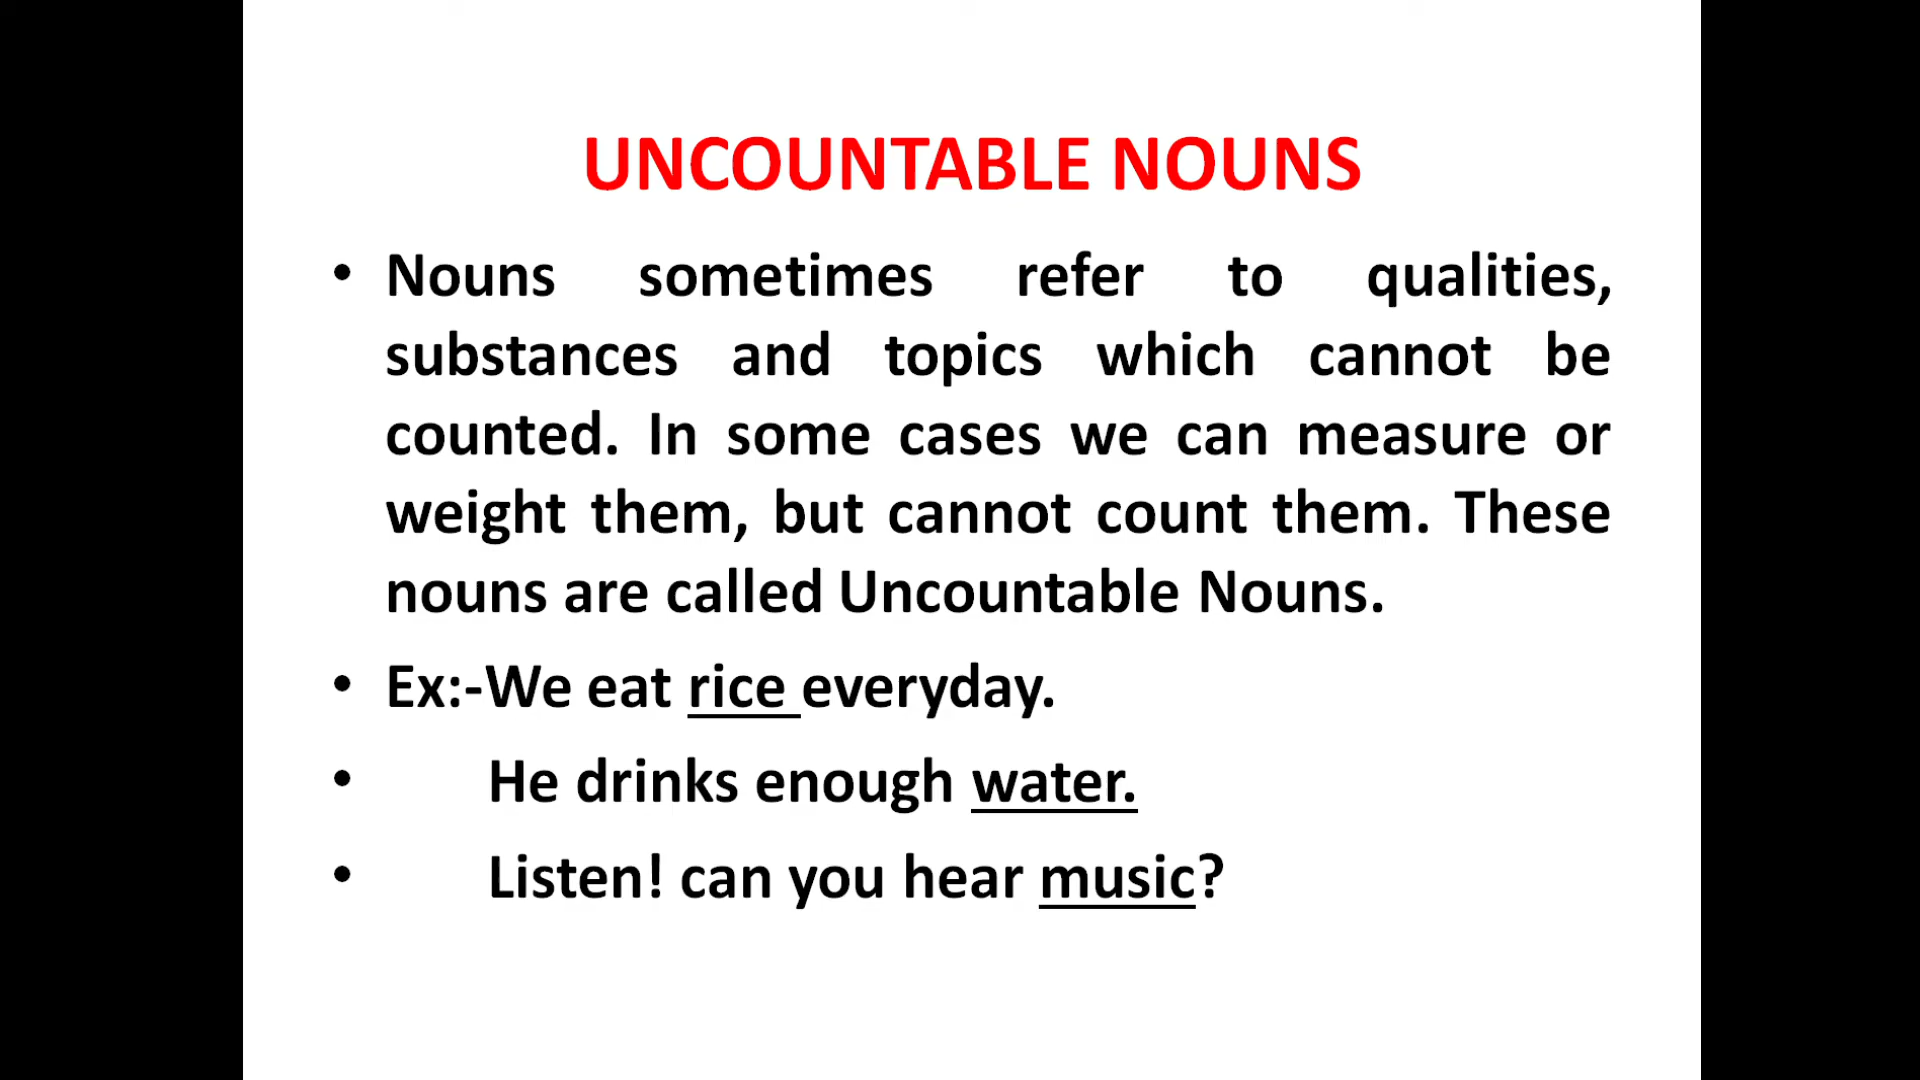 UNCOUNTABLE NOUNS
• Nouns sometimes refer to qualities,
substances and topics which cannot be
counted. In some cases we can measure or
weight them, but cannot count them. These
nouns are called Uncountable Nouns.
• Ex:-We eat rice everyday.
• He drinks enough water.
• Listen! can you hear music?